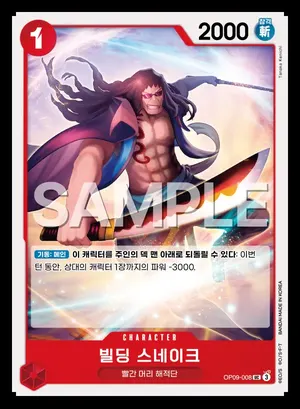 1
2000
참격
斬
SAMPLE
기동: 메인 이 캐릭터를 주인의 덱 맨 아래로 되돌릴 수 있다: 이번
턴 동안, 상대의 캐릭터 1장까지의 파워 -3000.
CHARACTER
빌딩 스네이크
빨간 머리 해적단
OP09-008 UC 3
BANDAI MADE IN KOREA